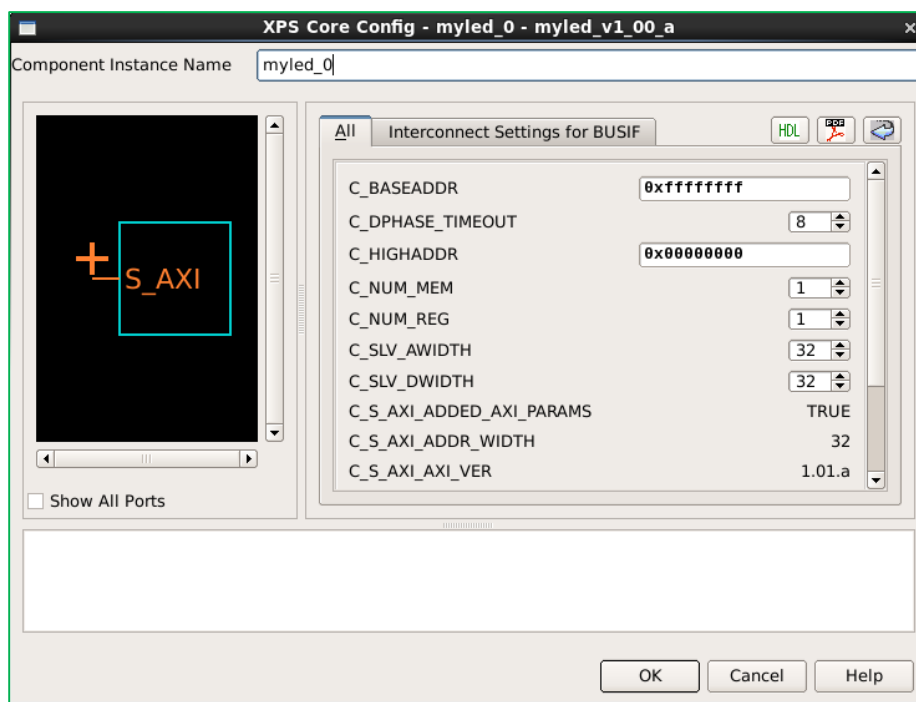 XPS Core Config - myled_0 - myled_v1_00_a
Component Instance Name myled_0
All Interconnect Settings for BUSIF HDL PDF
S_AXI
C_BASEADDR 0xffffffff
C_DPHASE_TIMEOUT 8
C_HIGHADDR 0x00000000
C_NUM_MEM 1
C_NUM_REG 1
C_SLV_AWIDTH 32
C_SLV_DWIDTH 32
C_S_AXI_ADDED_AXI_PARAMS TRUE
C_S_AXI_ADDR_WIDTH 32
C_S_AXI_AXI_VER 1.01.a
Show All Ports
OK Cancel Help